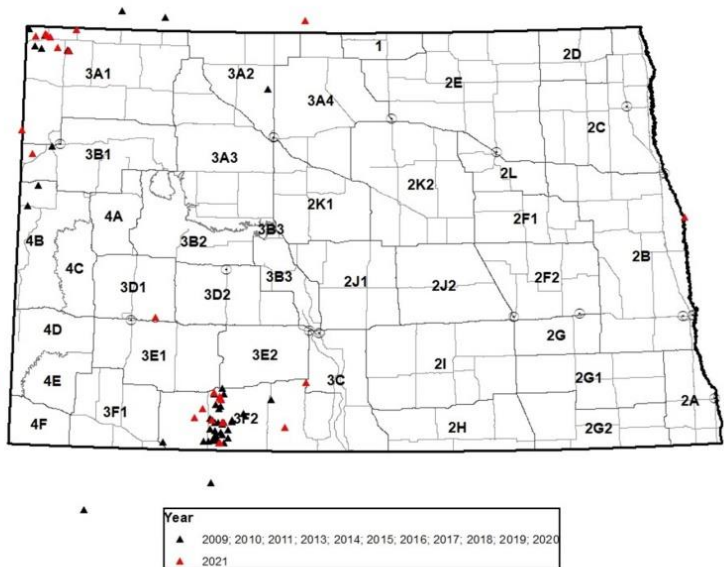 1
2D
3A2
2E
3A1
3A4
2C
3B1
3A3
2L
2K2
4A
2K1
2F1
3B3
4B
3B2
2B
4C
3B3
2F2
3D1
3D2
2J1
2J2
4D
2G
3E1
3E2
2I
4E
3C
2G1
2A
3F1
3F2
4F
2H
2G2
Year
2009; 2010; 2011; 2013; 2014; 2015; 2016; 2017; 2018; 2019; 2020
2021